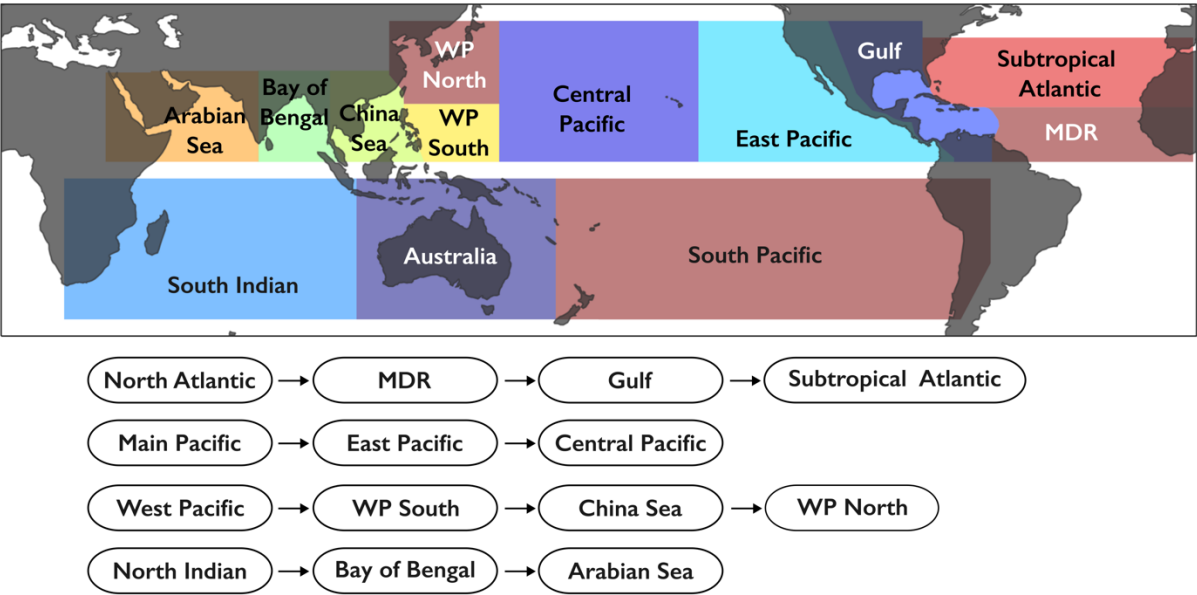 WP
North
Gulf
Subtropical
Atlantic
Bay of
Bengal
Arabian
Sea
China
Sea
WP
South
Central
Pacific
East Pacific
MDR
South Indian
Australia
South Pacific
North Atlantic → MDR → Gulf → Subtropical Atlantic
Main Pacific → East Pacific → Central Pacific
West Pacific → WP South → China Sea → WP North
North Indian → Bay of Bengal → Arabian Sea